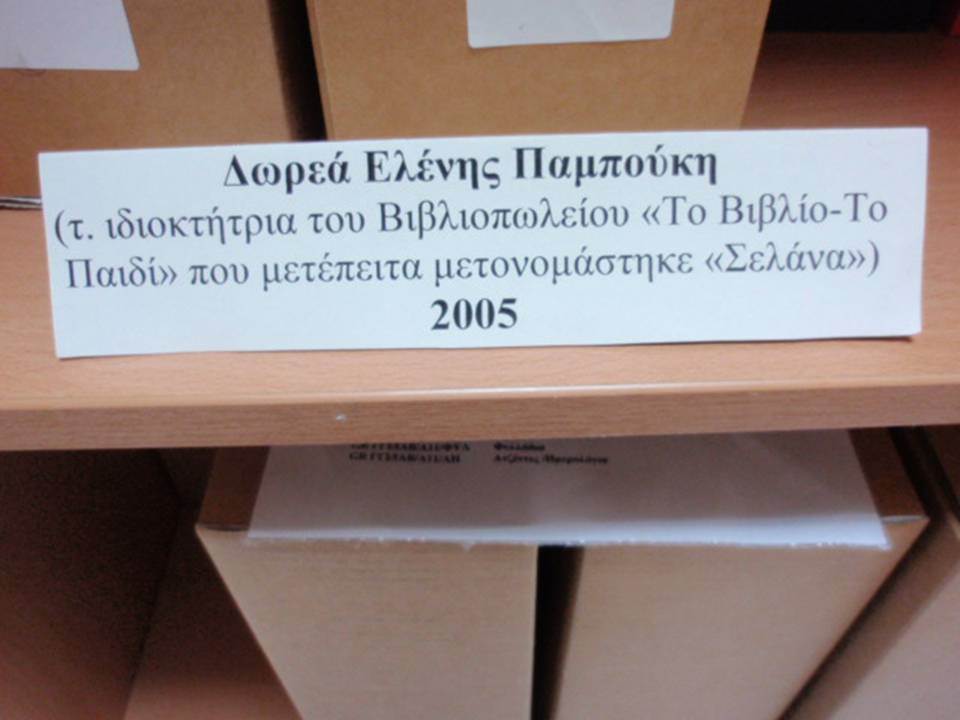 Δωρεά Ελένης Παμπούκη
(τ. ιδιοκτήτρια του Βιβλιοπωλείου «Το Βιβλίο-Το
Παιδί» που μετέπειτα μετονομάστηκε «Σελάνα»)
2005